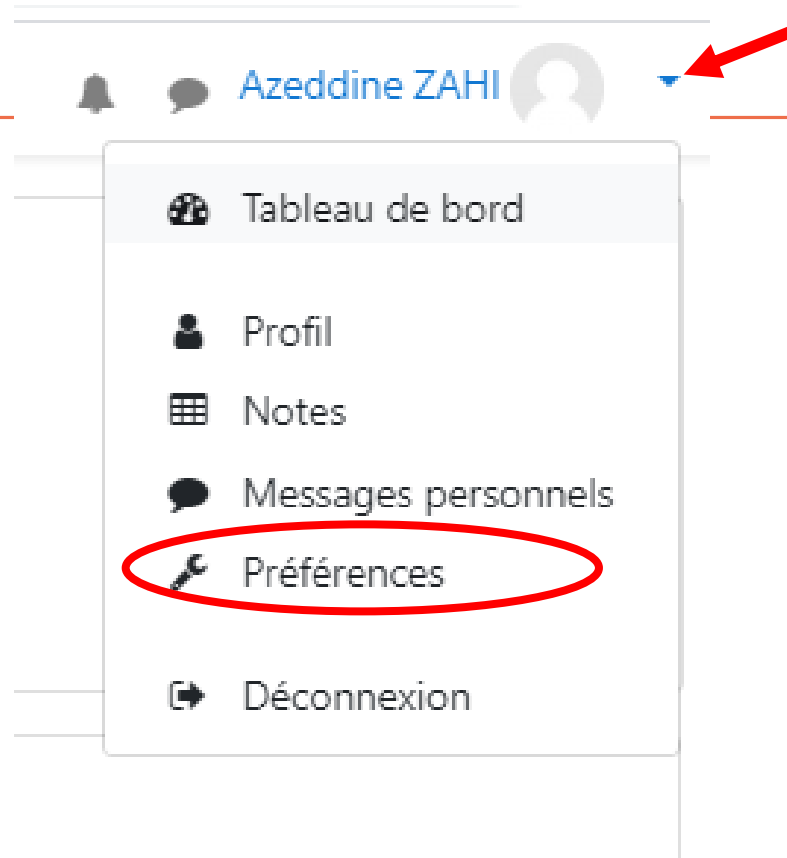 Azeddine ZAHI
Tableau de bord
Profil
Notes
Messages personnels
Préférences
Déconnexion